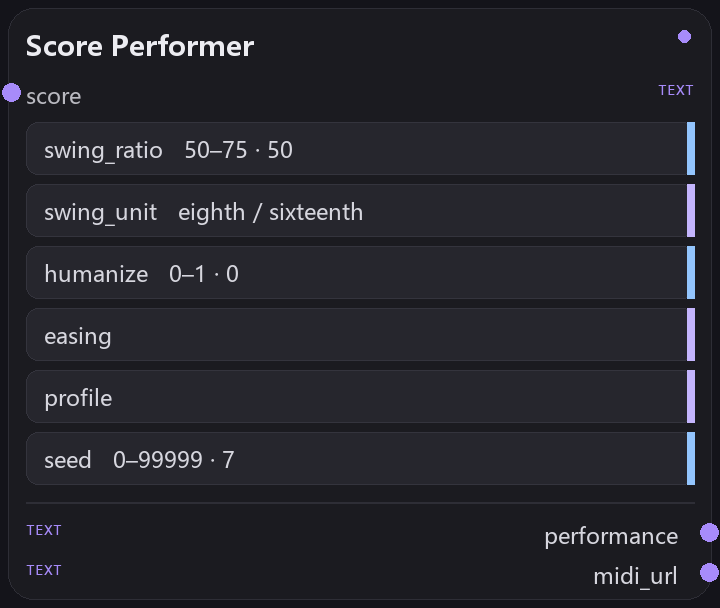 Score Performer
score TEXT
swing_ratio 50–75 · 50
swing_unit eighth / sixteenth
humanize 0–1 · 0
easing
profile
seed 0–99999 · 7
TEXT performance
TEXT midi_url